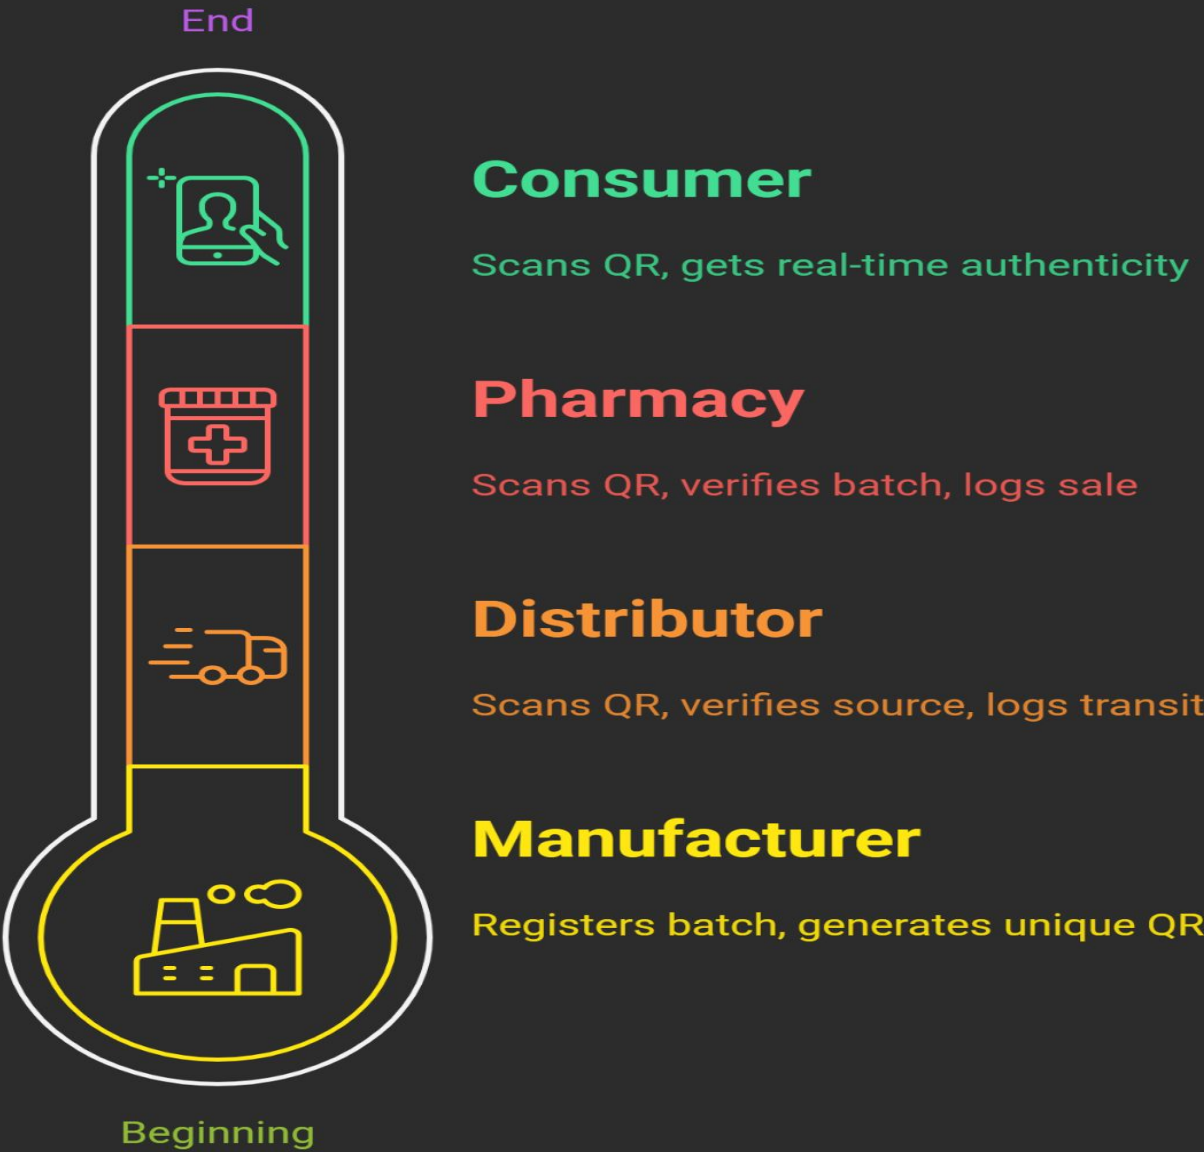 End
Consumer
Scans QR, gets real-time authenticity
Pharmacy
Scans QR, verifies batch, logs sale
Distributor
Scans QR, verifies source, logs transit
Manufacturer
Registers batch, generates unique QR
Beginning